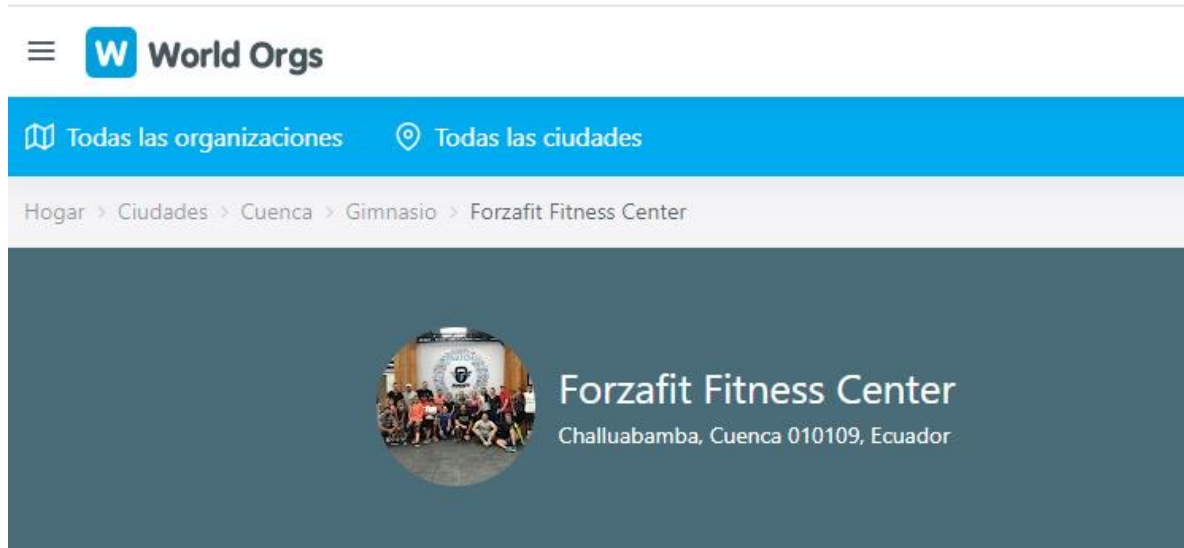 W World Orgs
Todas las organizaciones Todas las ciudades
Hogar > Ciudades > Cuenca > Gimnasio > Forzafit Fitness Center
Forzafit Fitness Center
Challuabamba, Cuenca 010109, Ecuador